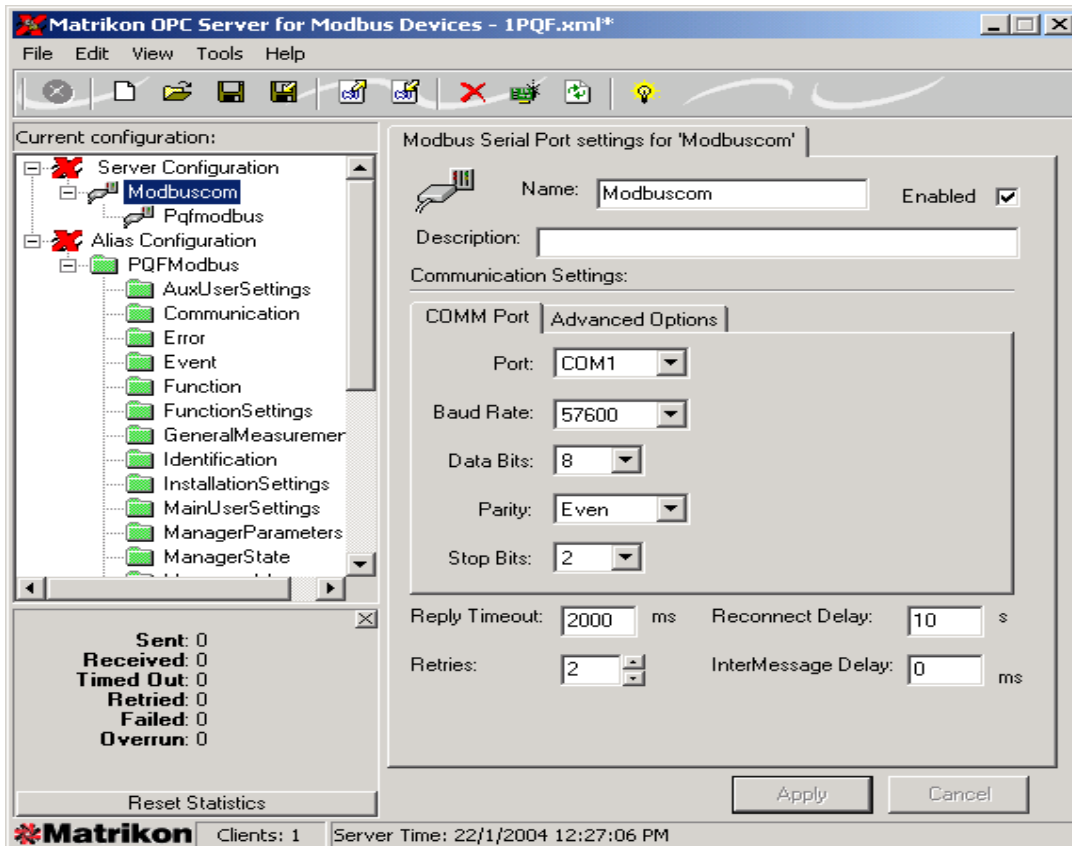 Matrikon OPC Server for Modbus Devices - 1PQF.xml*
File Edit View Tools Help
Current configuration:
Server Configuration
Modbuscom
Pqfmodbus
Alias Configuration
PQFModbus
AuxUserSettings
Communication
Error
Event
Function
FunctionSettings
GeneralMeasuremer
Identification
InstallationSettings
MainUserSettings
ManagerParameters
ManagerState
Sent: 0
Received: 0
Timed Out: 0
Retried: 0
Failed: 0
Overrun: 0
Reset Statistics
Modbus Serial Port settings for 'Modbuscom'
Name: Modbuscom Enabled
Description:
Communication Settings:
COMM Port Advanced Options
Port: COM1
Baud Rate: 57600
Data Bits: 8
Parity: Even
Stop Bits: 2
Reply Timeout: 2000 ms Reconnect Delay: 10 s
Retries: 2 InterMessage Delay: 0 ms
Apply Cancel
Matrikon Clients: 1 Server Time: 22/1/2004 12:27:06 PM